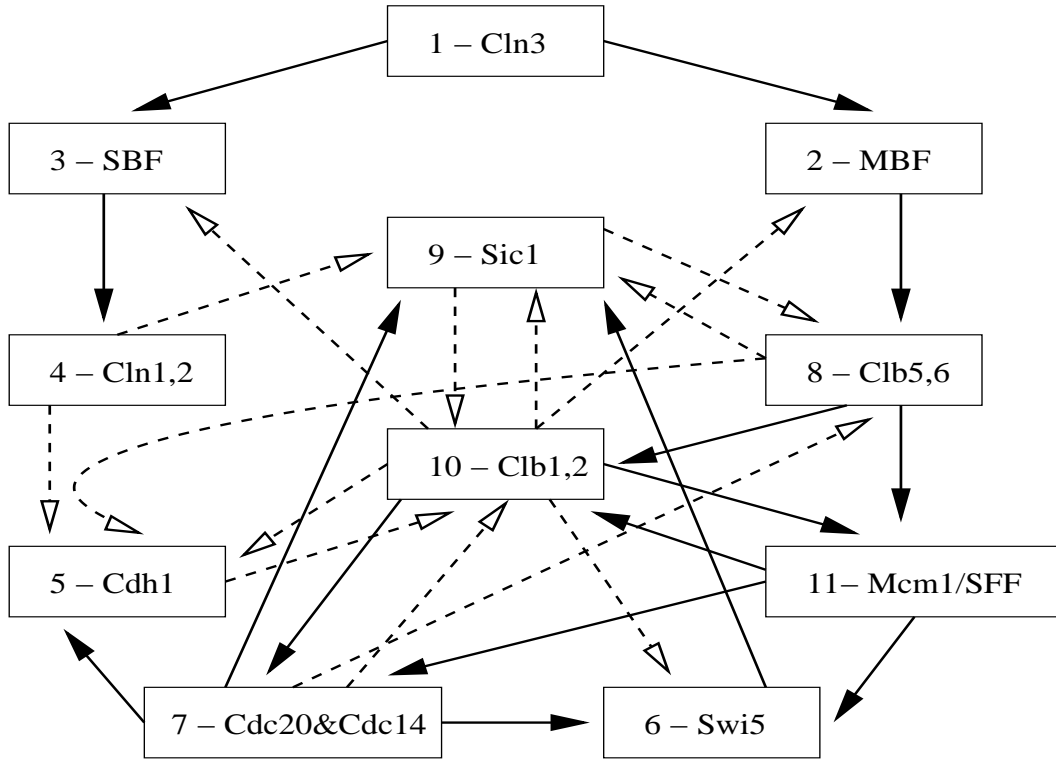 1 – Cln3
3 – SBF
2 – MBF
9 – Sic1
4 – Cln1,2
8 – Clb5,6
10 – Clb1,2
5 – Cdh1
11– Mcm1/SFF
7 – Cdc20&Cdc14
6 – Swi5